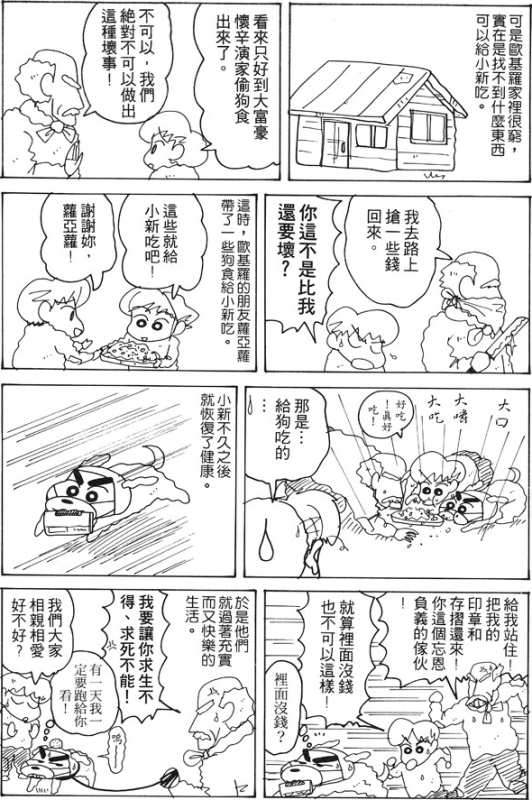 可是歐基羅家裡很窮，
實在是找不到什麼東西
可以給小新吃。
看來只好到大富豪
懷辛演家偷狗食
出來了。
不可以，我們
絕對不可以做出
這種壞事！
我去路上
搶一些錢
回來。
你這不是比我
還要壞？
這時，歐基羅的朋友蘿亞蘿
帶了一些狗食給小新吃。
這些就給
小新吃吧！
謝謝妳，
蘿亞蘿！
大口
大嚼
大吃
好吃
！真好
吃！
那是…
給狗吃的
…
小新不久之後
就恢復了健康。
給我站住！
把我的
印章和
存摺還來！
你這個忘恩
負義的傢伙
！
就算裡面沒錢
也不可以這樣！
裡面沒錢？
於是他們
就過著充實
而又快樂的
生活。
我要讓你求生不
得、求死不能！
嗚
有一天我一
定要跑給你
看！
我們大家
相親相愛
好不好？